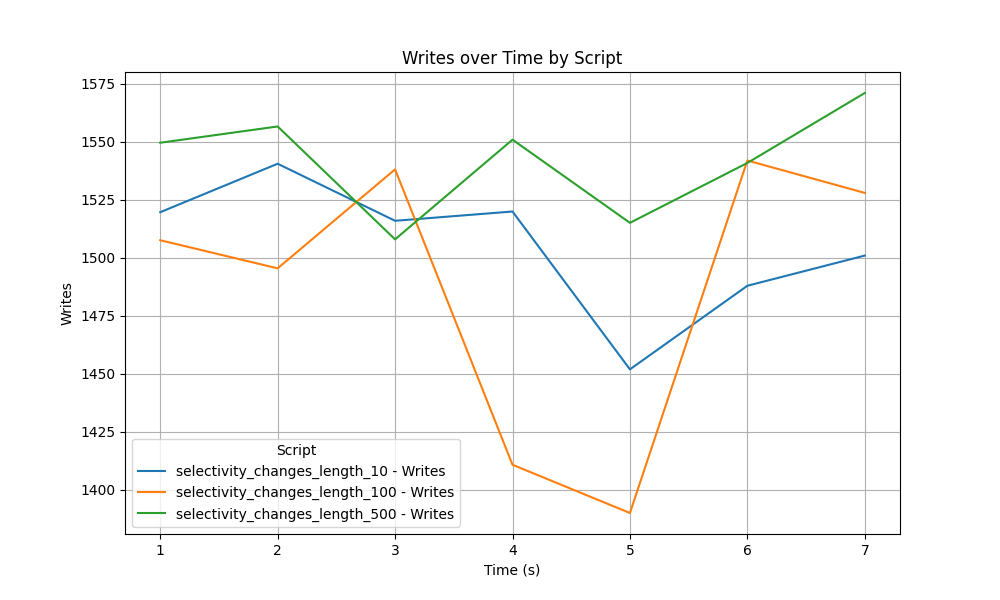 Writes over Time by Script
1575
1550
1525
1500
1475
1450
1425
1400
Writes
Script
selectivity_changes_length_10 - Writes
selectivity_changes_length_100 - Writes
selectivity_changes_length_500 - Writes
1 2 3 4 5 6 7
Time (s)